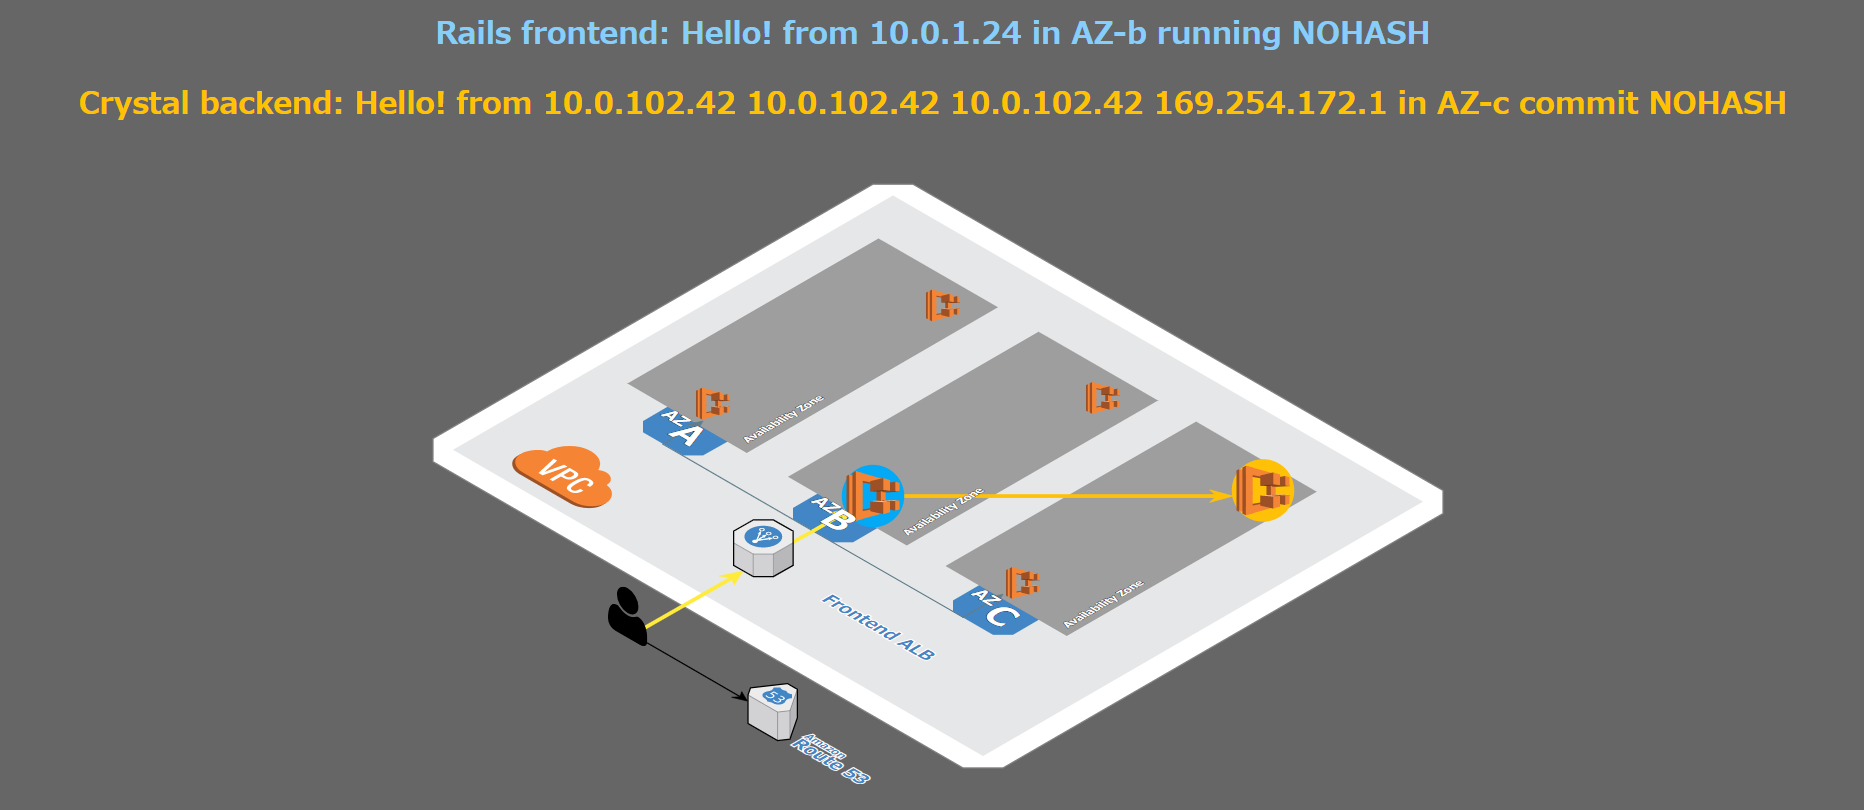 Rails frontend: Hello! from 10.0.1.24 in AZ-b running NOHASH
Crystal backend: Hello! from 10.0.102.42 10.0.102.42 10.0.102.42 169.254.172.1 in AZ-c commit NOHASH
AZ
A
Availability Zone
VPC
AZ
B
Availability Zone
AZ
C
Availability Zone
Frontend ALB
53
Amazon
Route 53